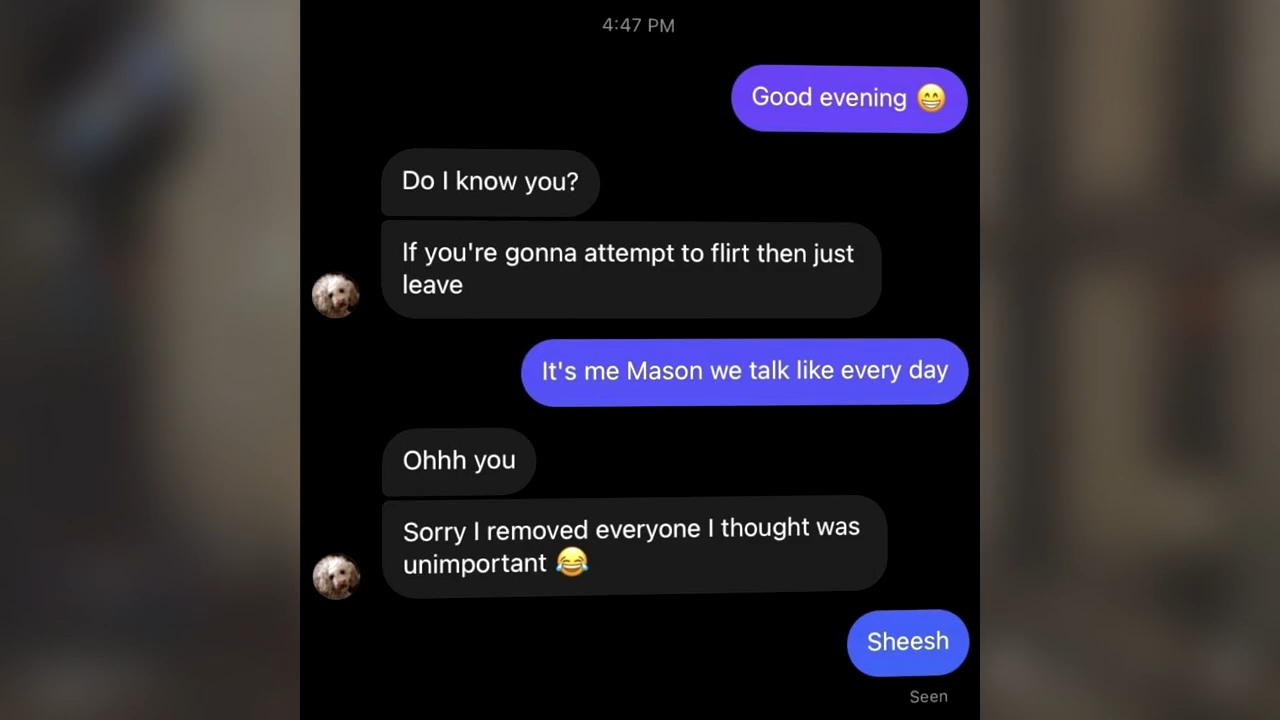 4:47 PM
Good evening 😁
Do I know you?
If you're gonna attempt to flirt then just
leave
It's me Mason we talk like every day
Ohhh you
Sorry I removed everyone I thought was
unimportant 😂
Sheesh
Seen